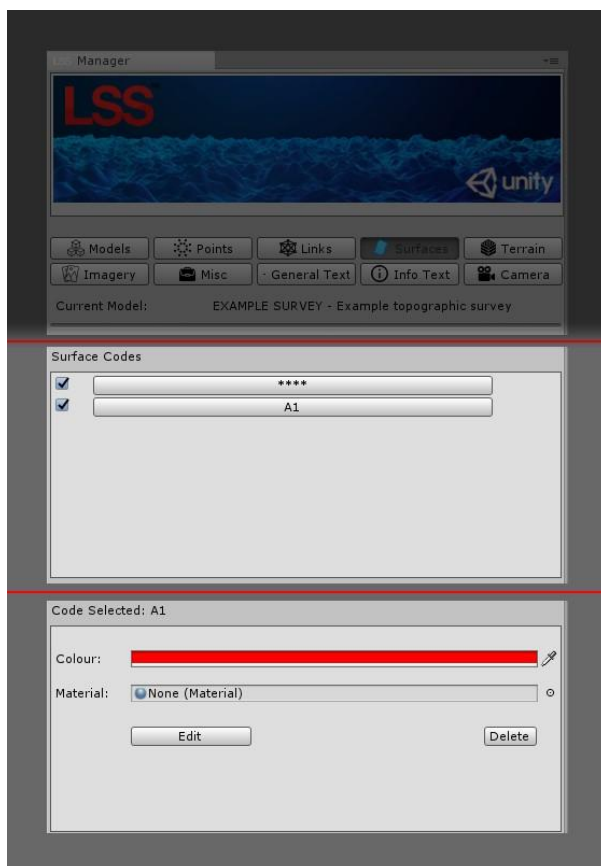 LSS Manager
LSS
unity
Models Points Links Surfaces Terrain
Imagery Misc General Text Info Text Camera
Current Model: EXAMPLE SURVEY - Example topographic survey
Surface Codes
****
A1
Code Selected: A1
Colour:
Material: None (Material)
Edit Delete